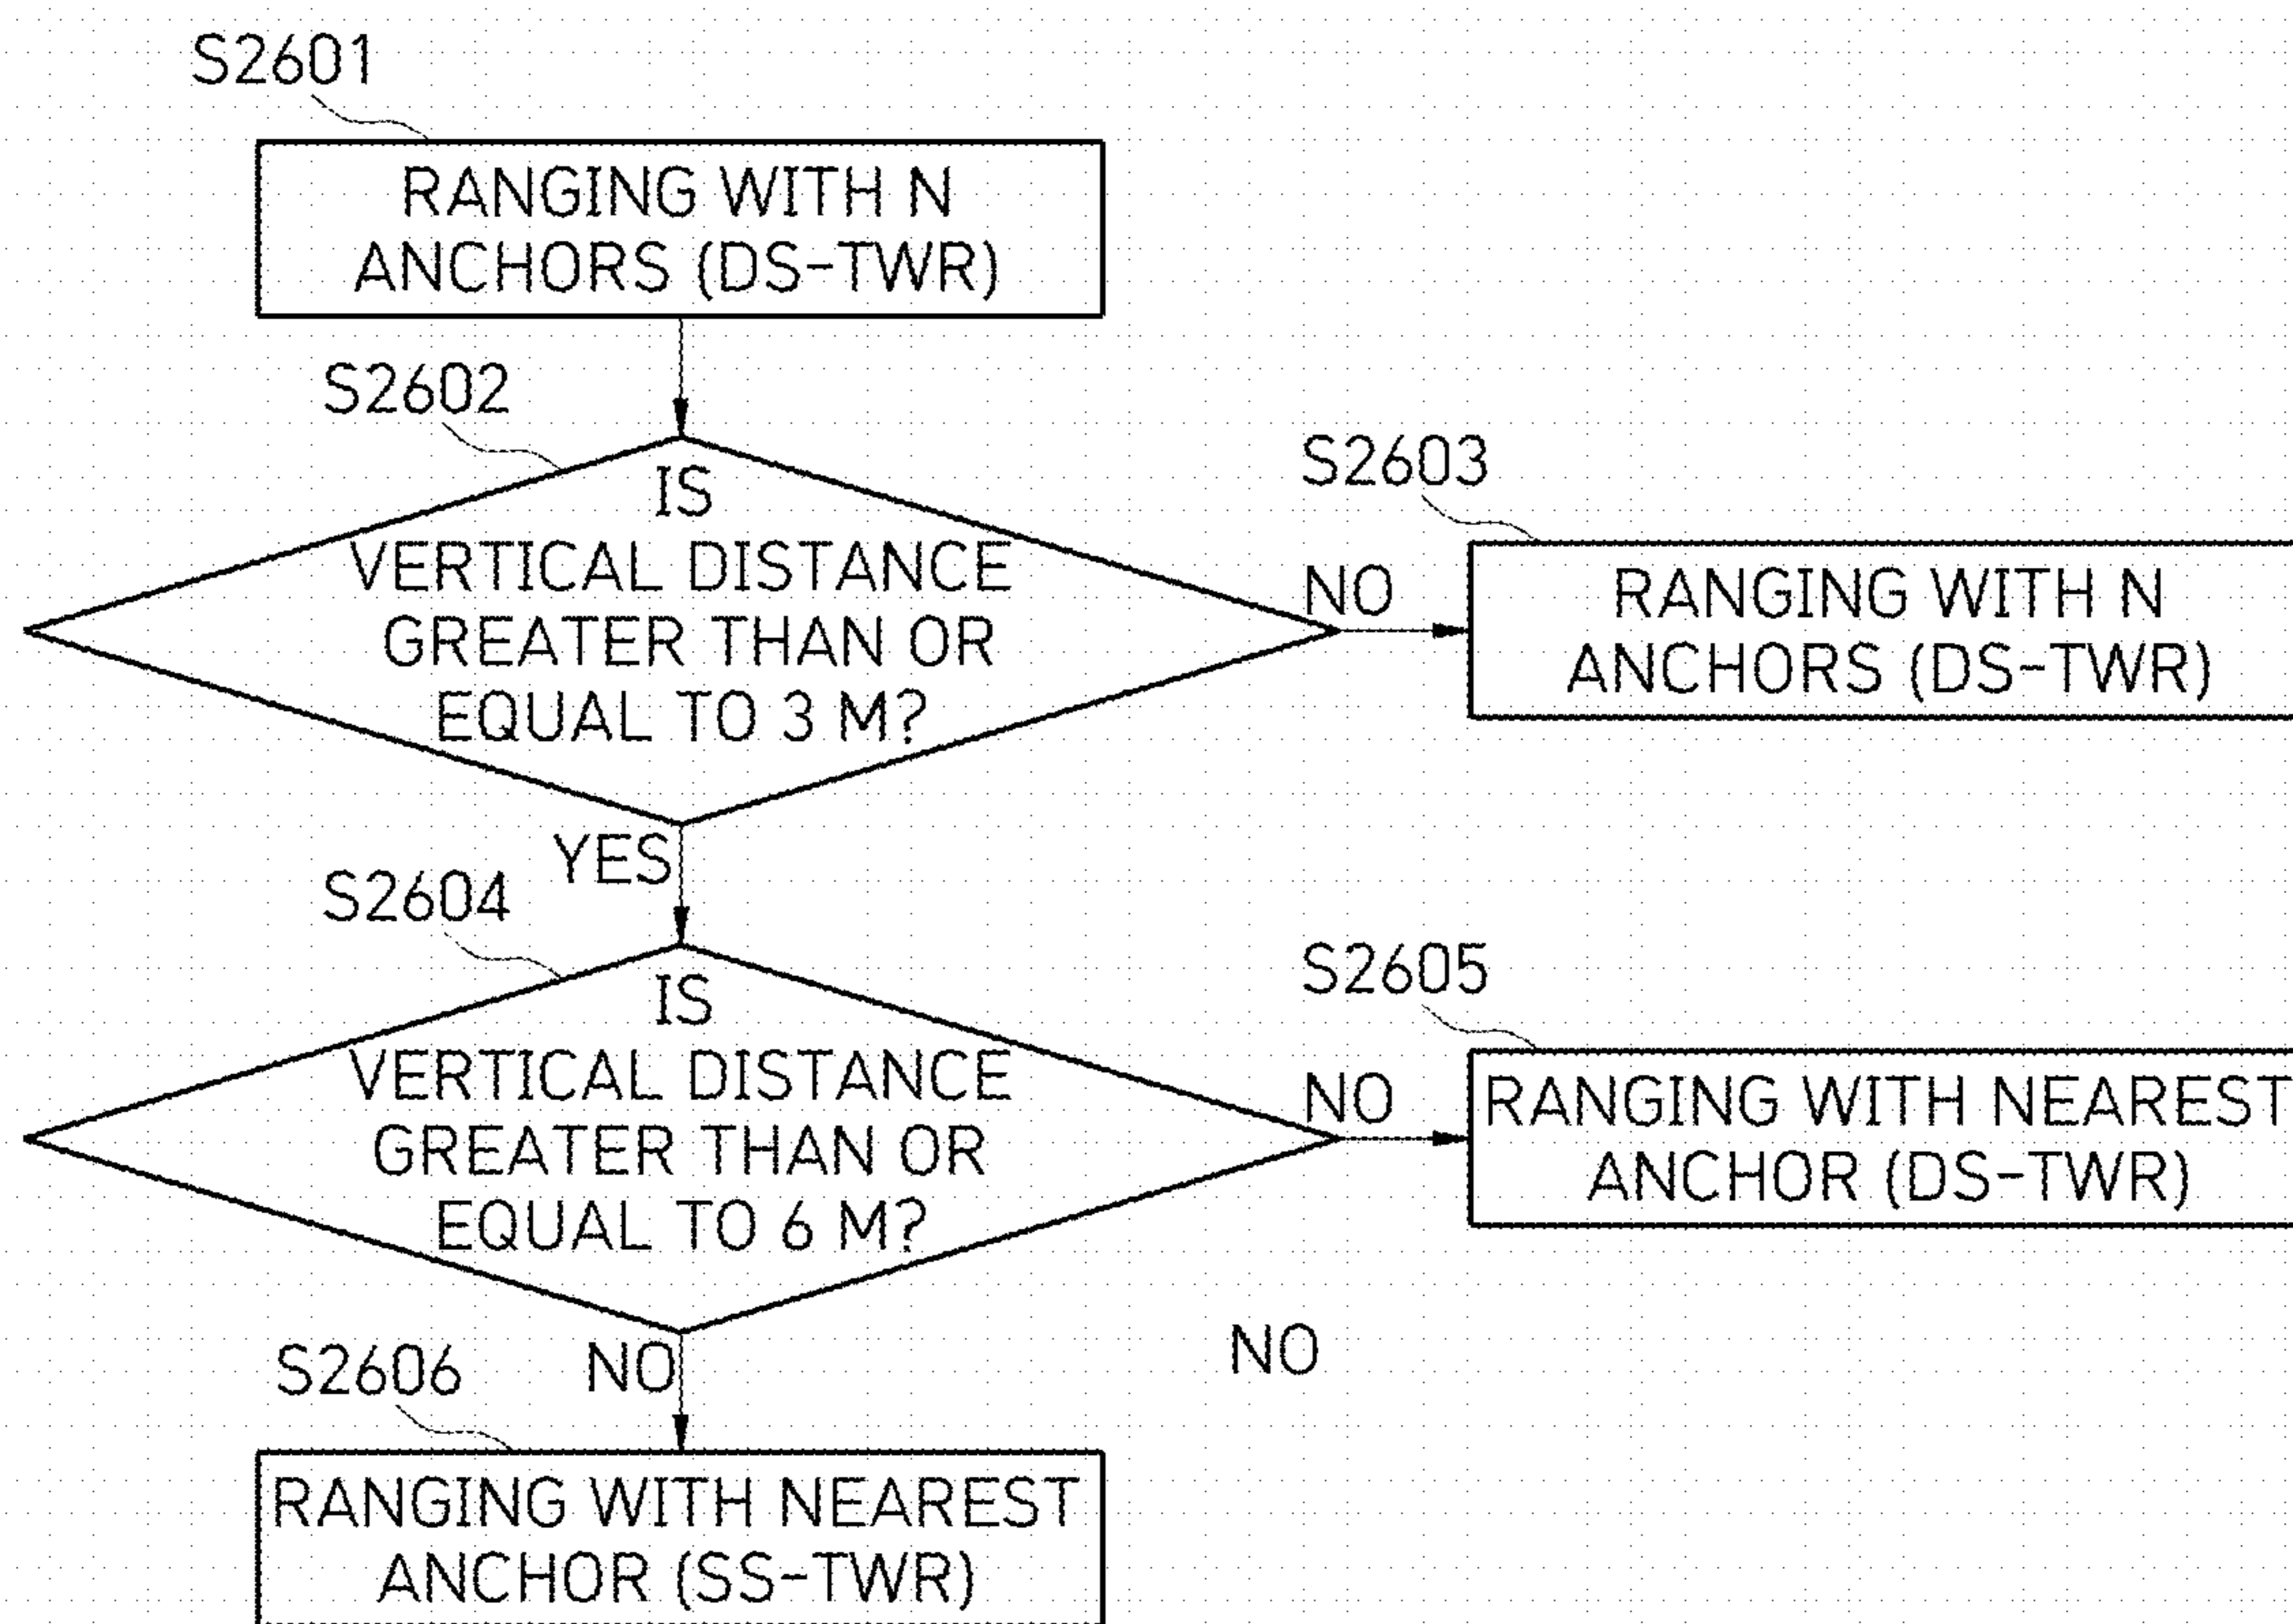 S2601
RANGING WITH N
ANCHORS (DS-TWR)
S2602
IS
VERTICAL DISTANCE
GREATER THAN OR
EQUAL TO 3 M?
NO
S2603
RANGING WITH N
ANCHORS (DS-TWR)
YES
S2604
IS
VERTICAL DISTANCE
GREATER THAN OR
EQUAL TO 6 M?
NO
S2605
RANGING WITH NEAREST
ANCHOR (DS-TWR)
NO
NO
S2606
RANGING WITH NEAREST
ANCHOR (SS-TWR)